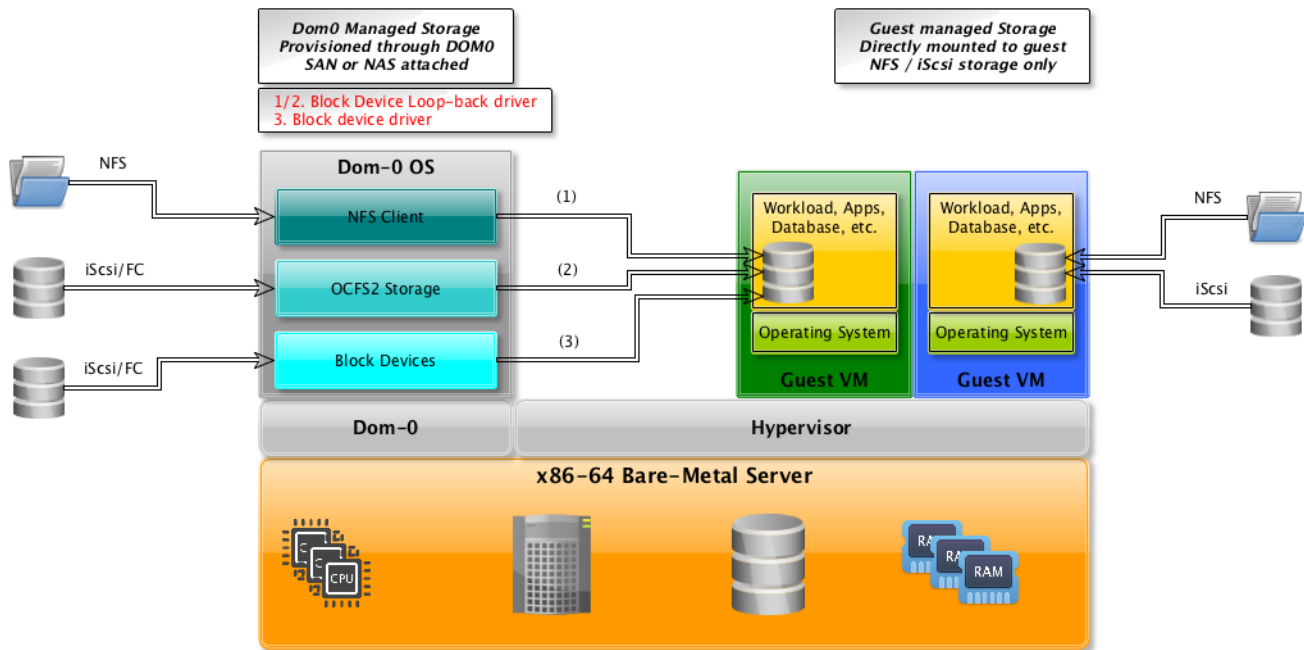 Dom0 Managed Storage
Provisioned through DOM0
SAN or NAS attached
Guest managed Storage
Directly mounted to guest
NFS / iScsi storage only
1/2. Block Device Loop-back driver
3. Block device driver
NFS
iScsi/FC
iScsi/FC
Dom-0 OS
NFS Client
OCFS2 Storage
Block Devices
(1)
(2)
(3)
Workload, Apps,
Database, etc.
Operating System
Guest VM
Workload, Apps,
Database, etc.
Operating System
Guest VM
NFS
iScsi
Dom-0
Hypervisor
x86-64 Bare-Metal Server
CPU
RAM